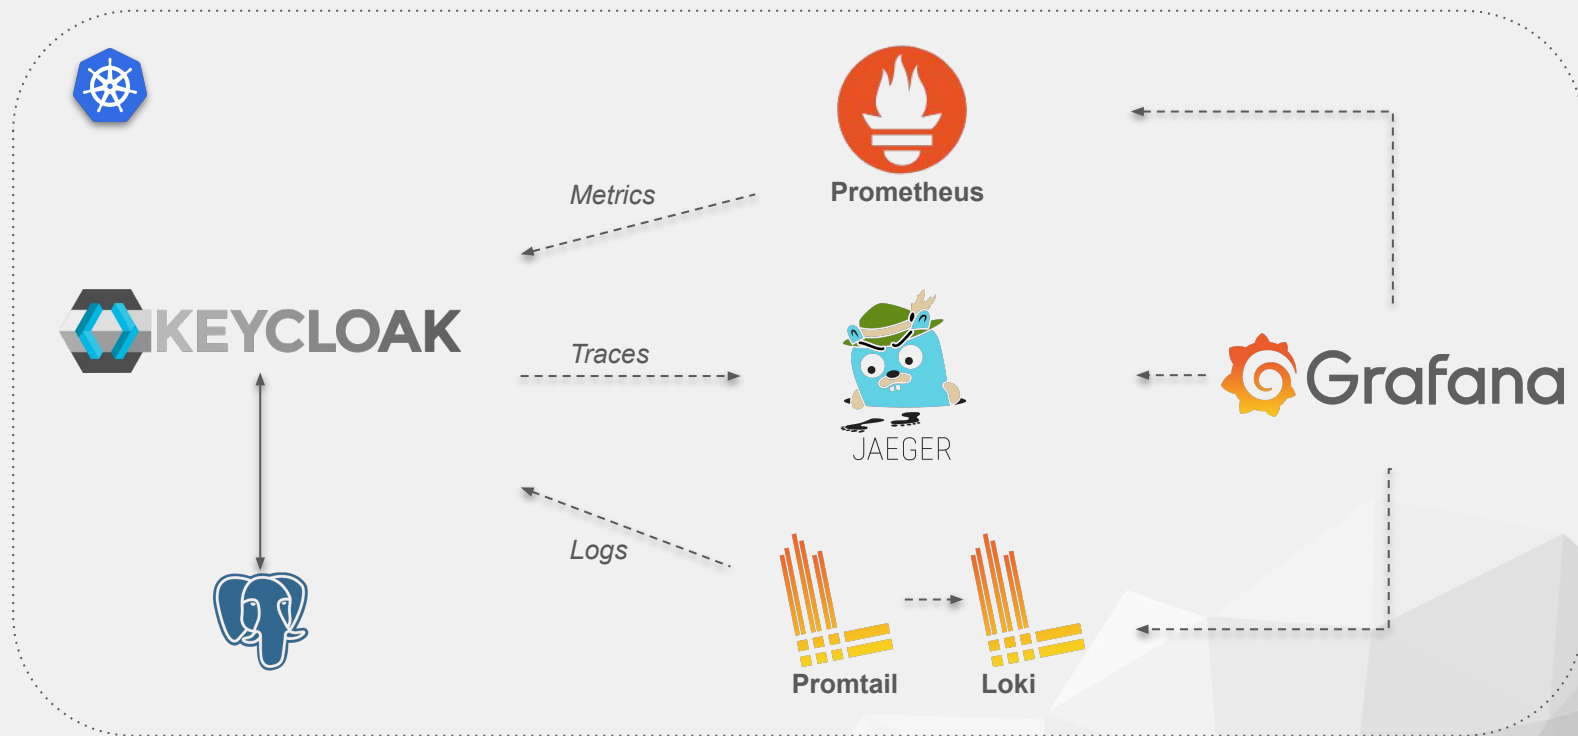 Prometheus
Metrics
KEYCLOAK
Traces
JAEGER
Grafana
Logs
Promtail
Loki